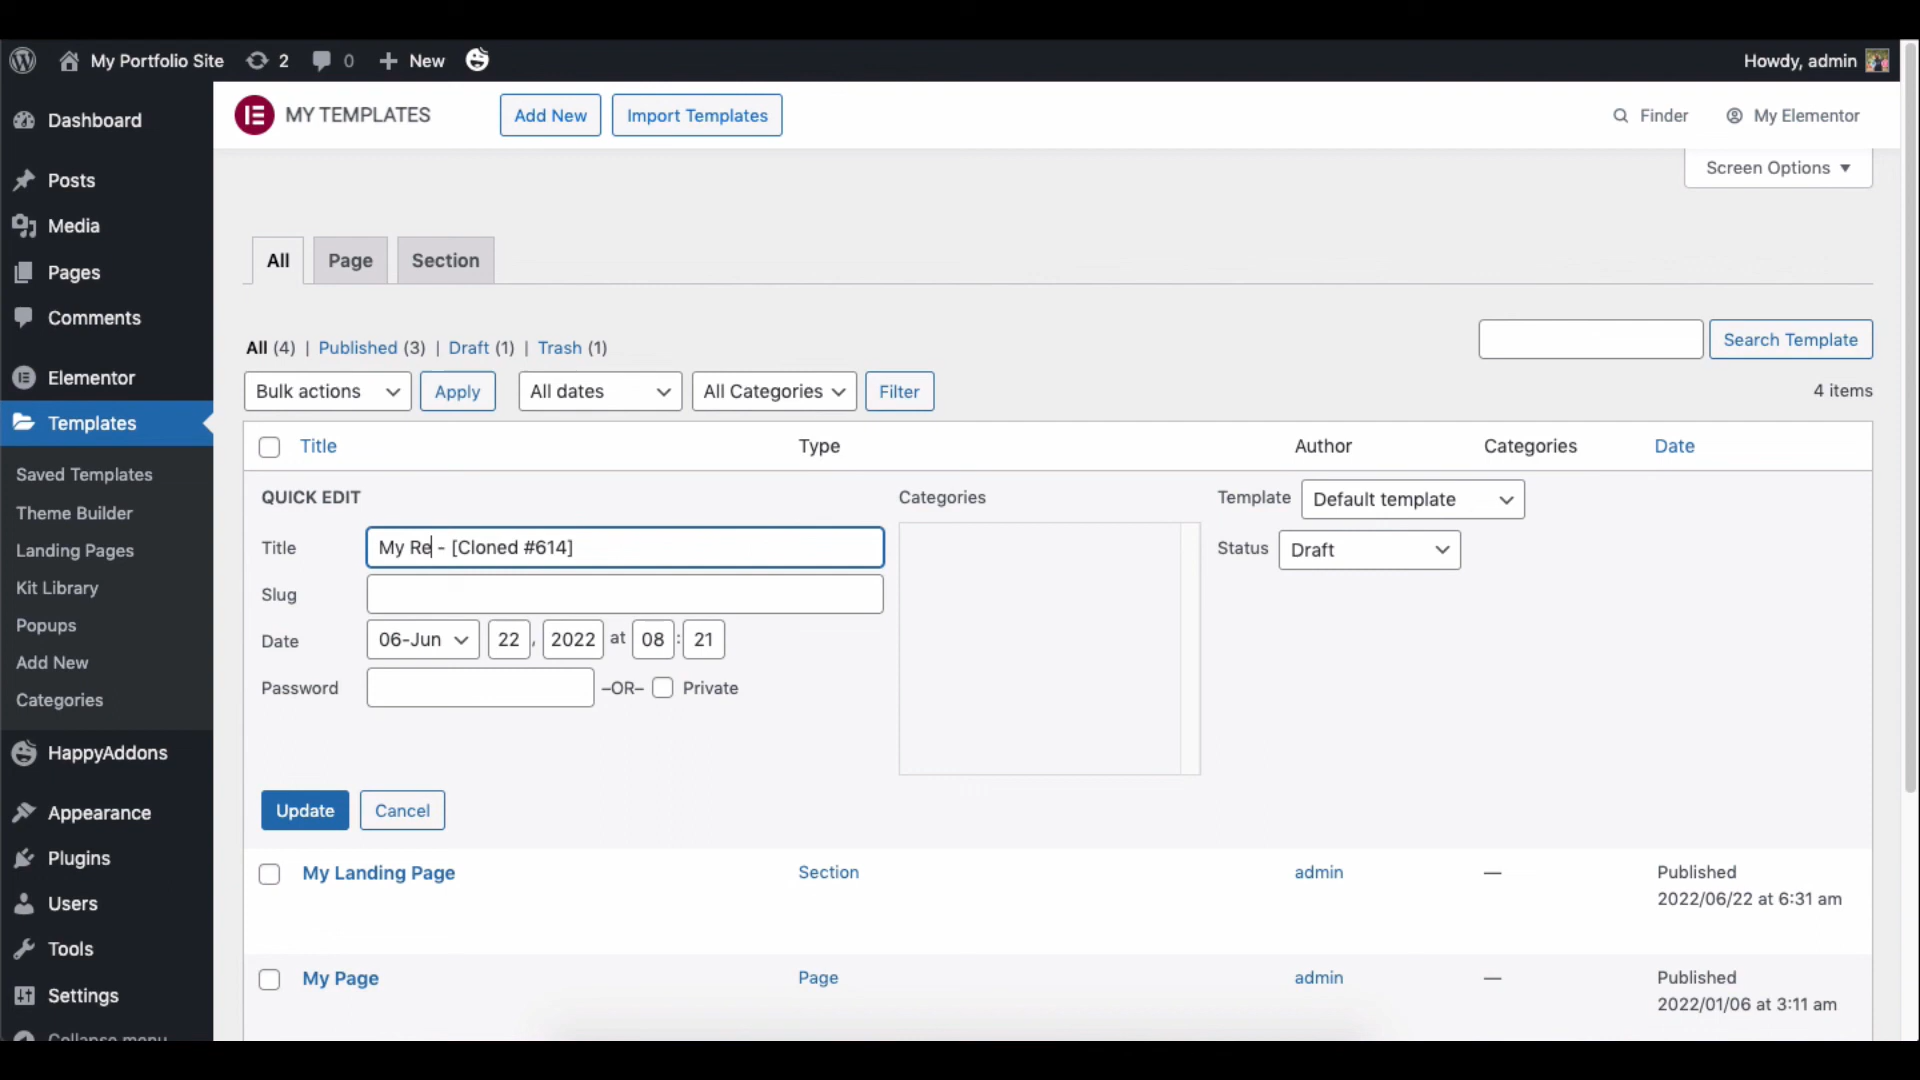 My Portfolio Site 2 0 New Howdy, admin
MY TEMPLATES Add New Import Templates Finder My Elementor
Screen Options
Dashboard
Posts
Media
Pages
Comments
Elementor
Templates
Saved Templates
Theme Builder
Landing Pages
Kit Library
Popups
Add New
Categories
HappyAddons
Appearance
Plugins
Users
Tools
Settings
Collapse menu
All Page Section
All (4) | Published (3) | Draft (1) | Trash (1)
Search Template
Bulk actions Apply All dates All Categories Filter 4 items
Title Type Author Categories Date
QUICK EDIT Categories Template Default template
Title My Re - [Cloned #614] Status Draft
Slug
Date 06-Jun 22 , 2022 at 08 : 21
Password –OR– Private
Update Cancel
My Landing Page Section admin — Published
2022/06/22 at 6:31 am
My Page Page admin — Published
2022/01/06 at 3:11 am